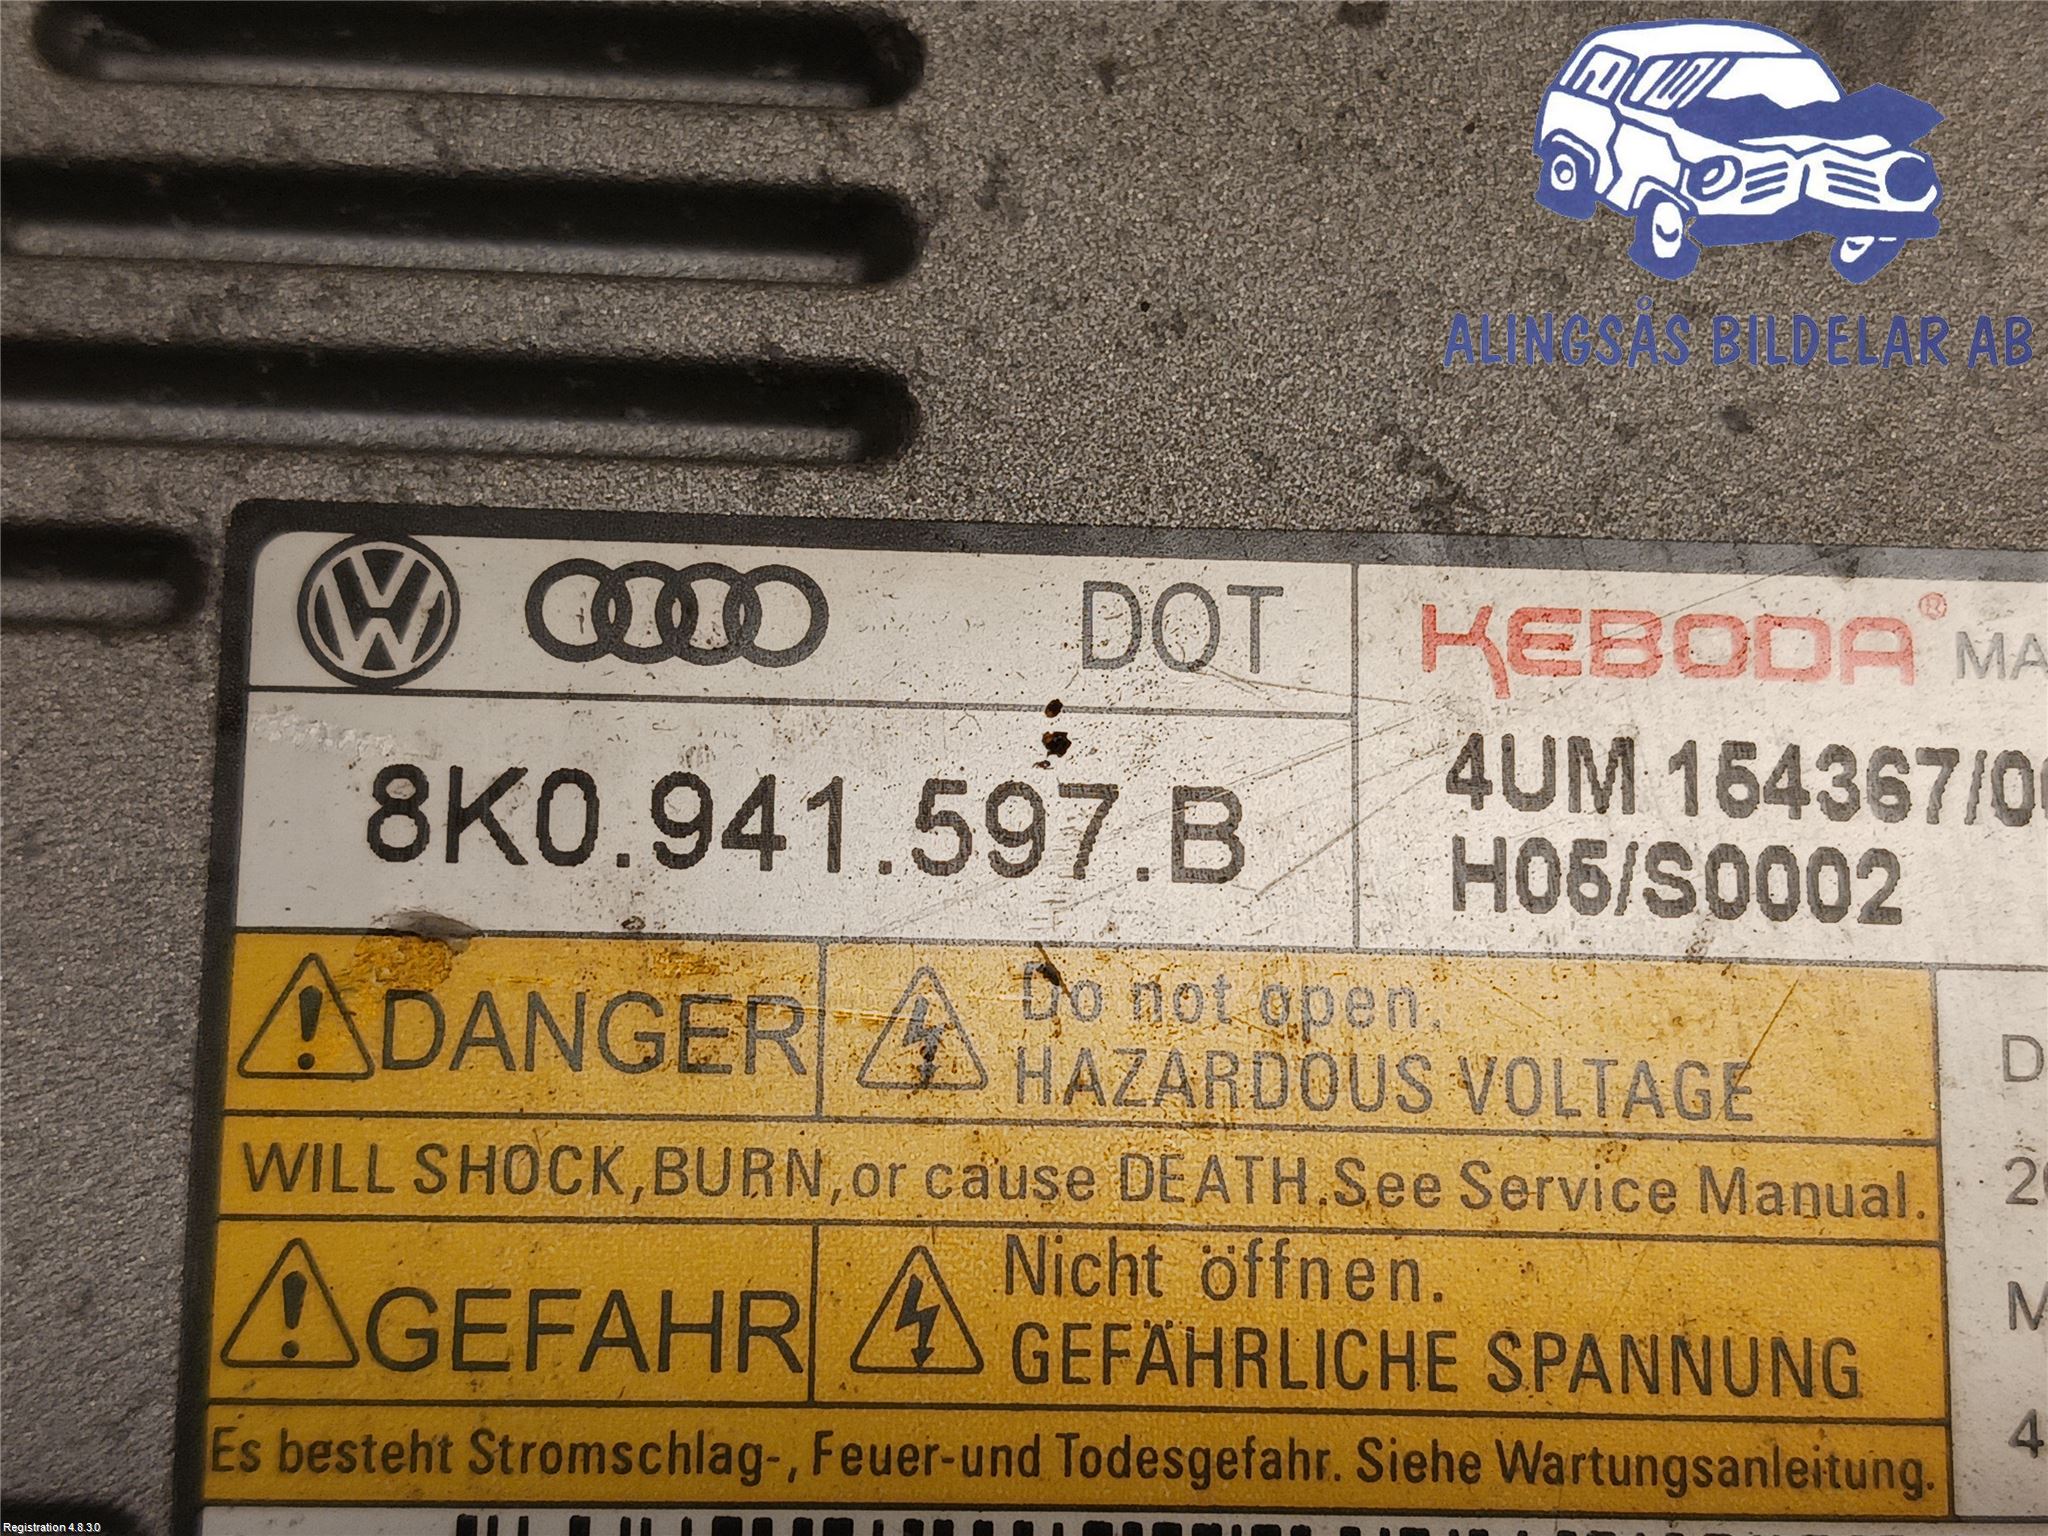 ALINGSÅS BILDELAR AB
DOT
KEBODA®
8K0.941.597.B
4UM 154367/00
H05/S0002
DANGER
Do not open.
HAZARDOUS VOLTAGE
WILL SHOCK, BURN, or cause DEATH. See Service Manual.
GEFAHR
Nicht öffnen.
GEFÄHRLICHE SPANNUNG
Es besteht Stromschlag-, Feuer-und Todesgefahr. Siehe Wartungsanleitung.
Registration 4.8.3.0